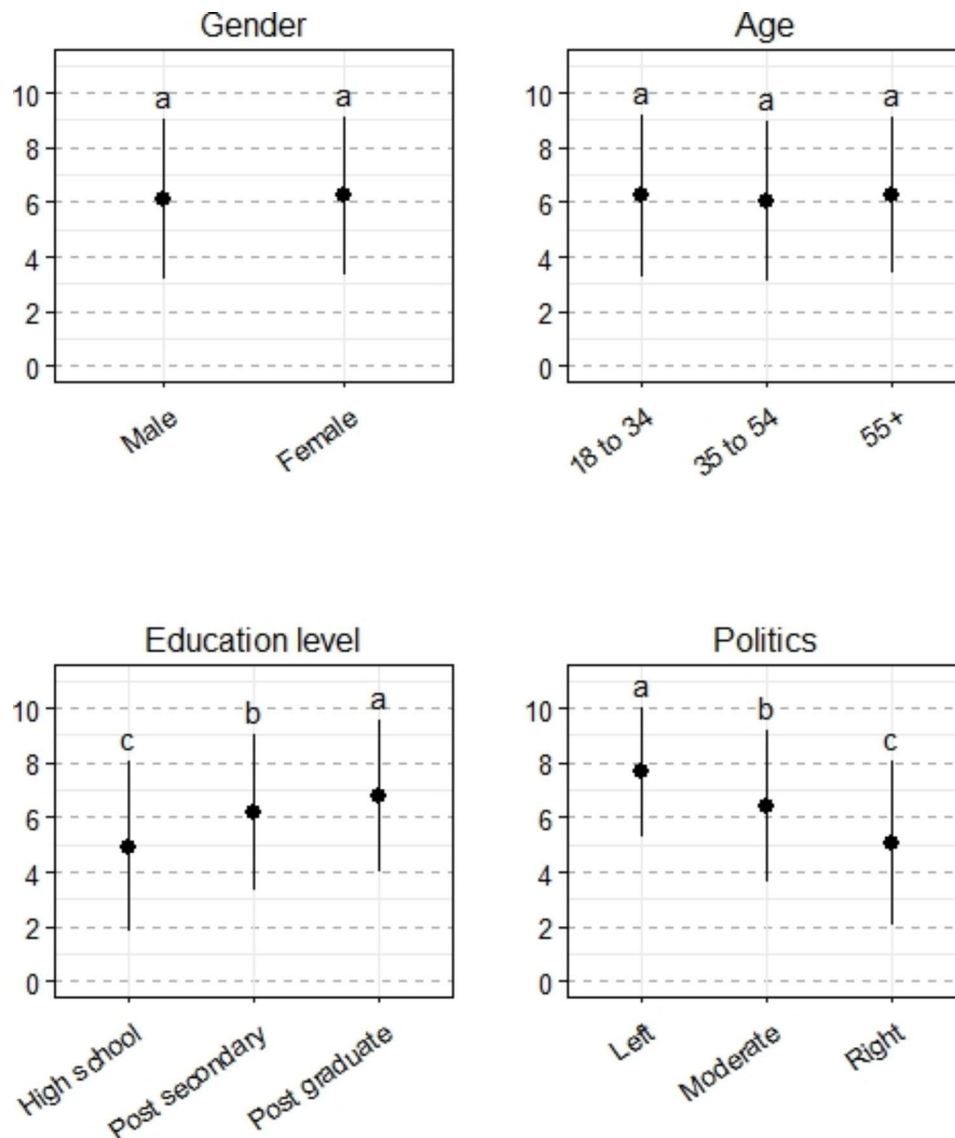 Gender
10
8
6
4
2
0
a
a
Male
Female
Age
10
8
6
4
2
0
a
a
a
18 to 34
35 to 54
55+
Education level
10
8
6
4
2
0
c
b
a
High school
Post secondary
Post graduate
Politics
10
8
6
4
2
0
a
b
c
Left
Moderate
Right